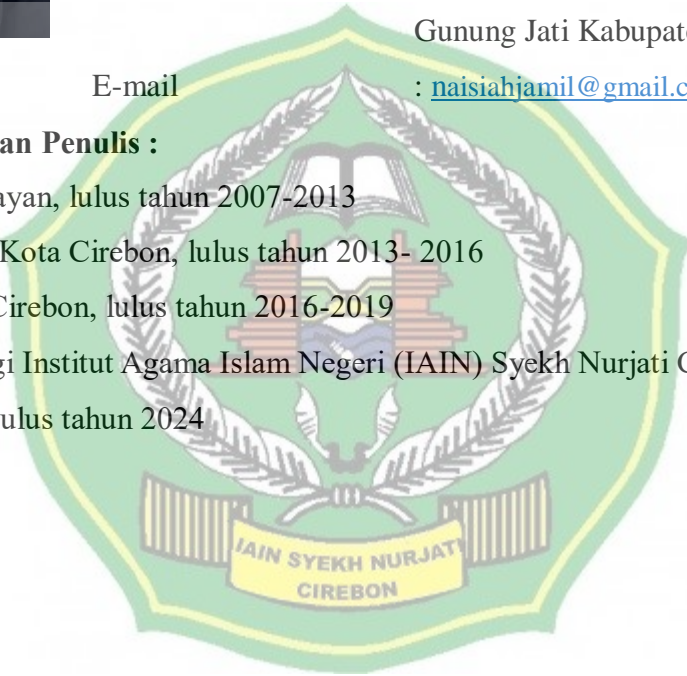 Gunung Jati Kabupat
E-mail : naisiahjamil@gmail.c
an Penulis :
ayan, lulus tahun 2007-2013
Kota Cirebon, lulus tahun 2013- 2016
Cirebon, lulus tahun 2016-2019
gi Institut Agama Islam Negeri (IAIN) Syekh Nurjati C
ulus tahun 2024
IAIN SYEKH NURJATI
CIREBON